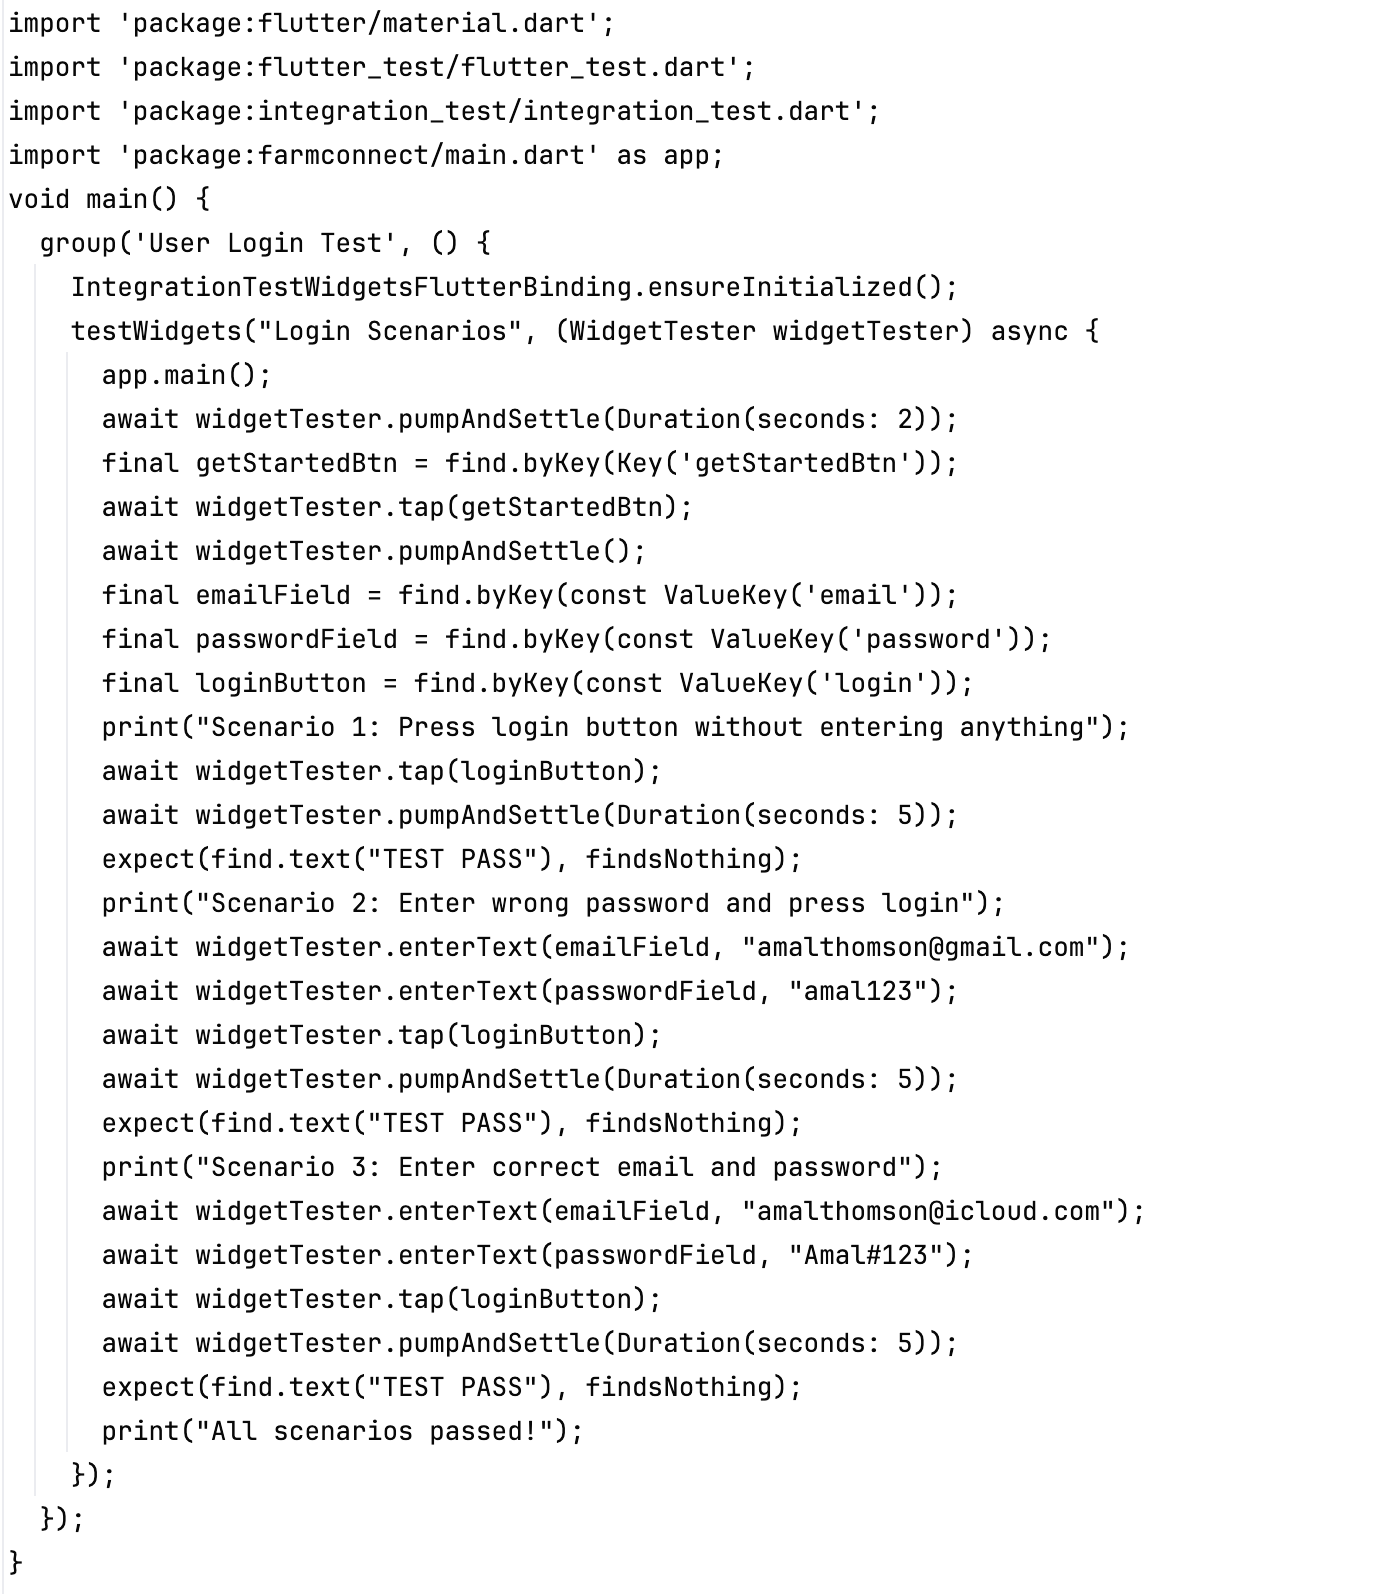 import 'package:flutter/material.dart';
import 'package:flutter_test/flutter_test.dart';
import 'package:integration_test/integration_test.dart';
import 'package:farmconnect/main.dart' as app;
void main() {
  group('User Login Test', () {
    IntegrationTestWidgetsFlutterBinding.ensureInitialized();
    testWidgets("Login Scenarios", (WidgetTester widgetTester) async {
      app.main();
      await widgetTester.pumpAndSettle(Duration(seconds: 2));
      final getStartedBtn = find.byKey(Key('getStartedBtn'));
      await widgetTester.tap(getStartedBtn);
      await widgetTester.pumpAndSettle();
      final emailField = find.byKey(const ValueKey('email'));
      final passwordField = find.byKey(const ValueKey('password'));
      final loginButton = find.byKey(const ValueKey('login'));
      print("Scenario 1: Press login button without entering anything");
      await widgetTester.tap(loginButton);
      await widgetTester.pumpAndSettle(Duration(seconds: 5));
      expect(find.text("TEST PASS"), findsNothing);
      print("Scenario 2: Enter wrong password and press login");
      await widgetTester.enterText(emailField, "amalthomson@gmail.com");
      await widgetTester.enterText(passwordField, "amal123");
      await widgetTester.tap(loginButton);
      await widgetTester.pumpAndSettle(Duration(seconds: 5));
      expect(find.text("TEST PASS"), findsNothing);
      print("Scenario 3: Enter correct email and password");
      await widgetTester.enterText(emailField, "amalthomson@icloud.com");
      await widgetTester.enterText(passwordField, "Amal#123");
      await widgetTester.tap(loginButton);
      await widgetTester.pumpAndSettle(Duration(seconds: 5));
      expect(find.text("TEST PASS"), findsNothing);
      print("All scenarios passed!");
    });
  });
}